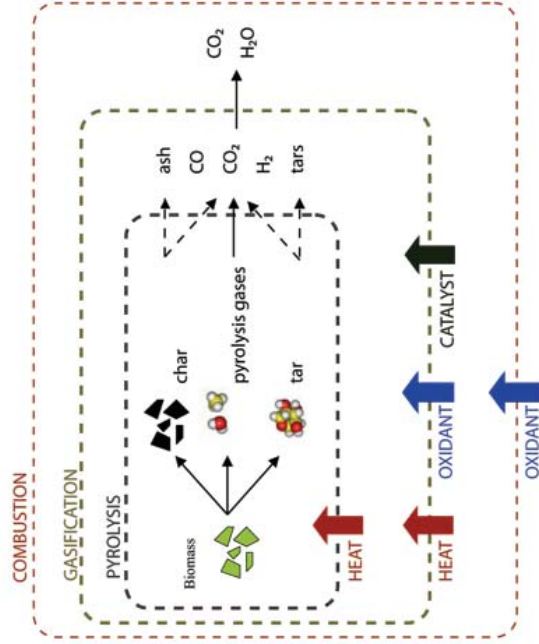 COMBUSTION
GASIFICATION
PYROLYSIS
Biomass
char
pyrolysis gases
tar
ash
CO
CO₂
H₂
tars
CO₂
H₂O
HEAT
HEAT
OXIDANT
CATALYST
OXIDANT